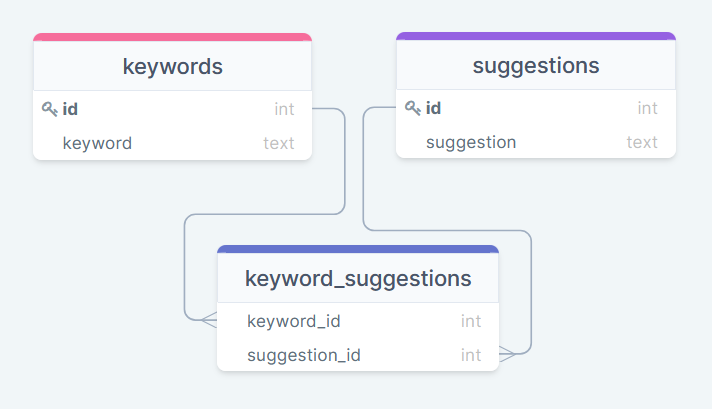 keywords
id int
keyword text
suggestions
id int
suggestion text
keyword_suggestions
keyword_id int
suggestion_id int